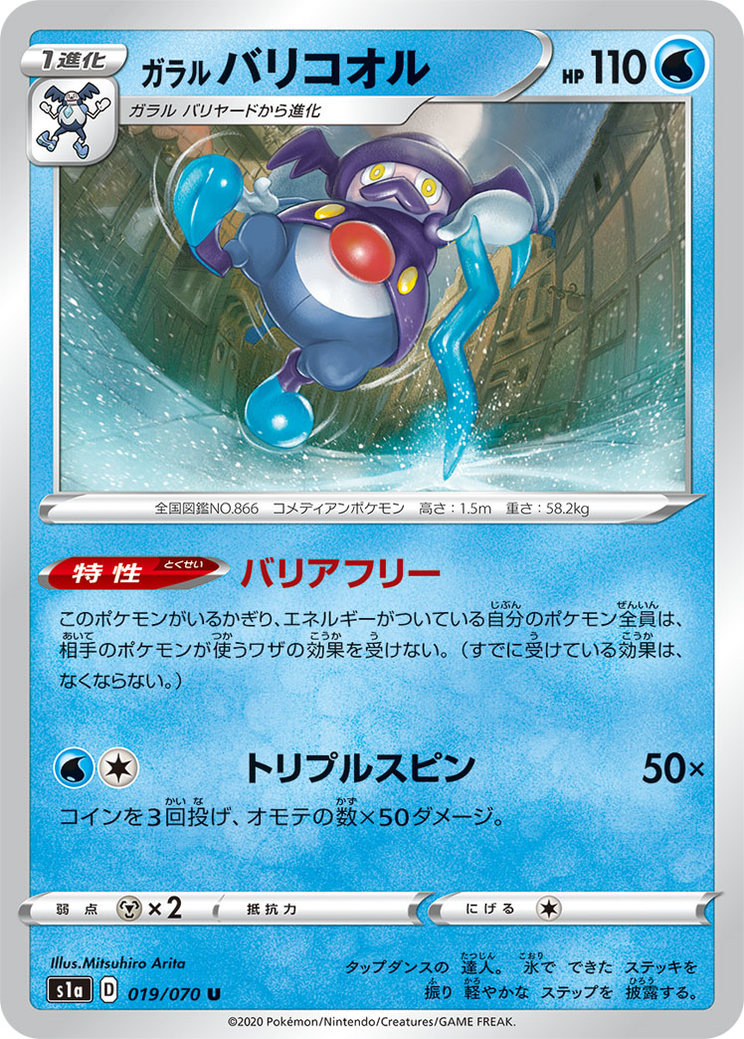 1進化
ガラル バリコオル
HP 110
ガラル バリヤードから進化
全国図鑑NO.866 コメディアンポケモン 高さ：1.5m 重さ：58.2kg
特性 とくせい バリアフリー
このポケモンがいるかぎり、エネルギーがついている自分のポケモン全員は、
相手のポケモンが使うワザの効果を受けない。（すでに受けている効果は、
なくならない。）
トリプルスピン 50×
コインを3回投げ、オモテの数×50ダメージ。
弱点 ×2 抵抗力 にげる
Illus.Mitsuhiro Arita
タップダンスの 達人。 氷で できた ステッキを
振り 軽やかな ステップを 披露する。
s1a D 019/070 U
©2020 Pokémon/Nintendo/Creatures/GAME FREAK.